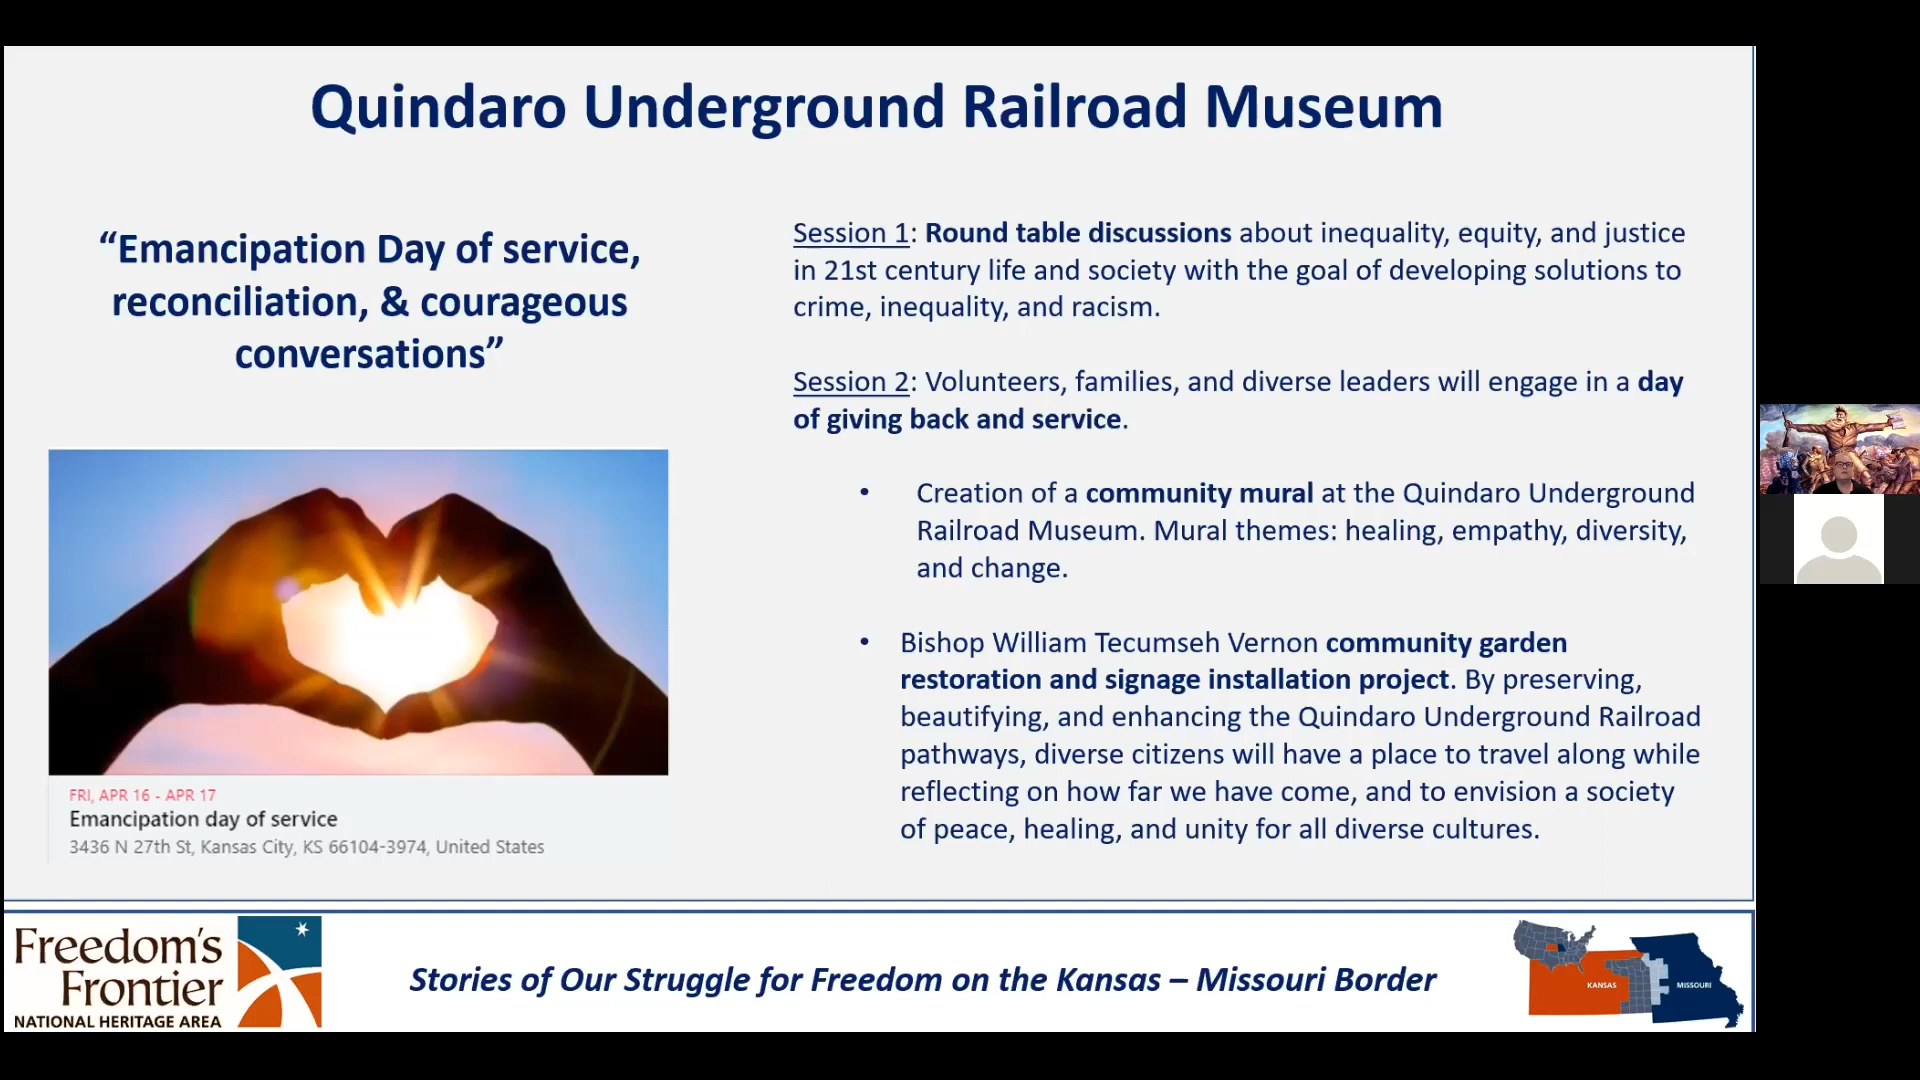 Quindaro Underground Railroad Museum
“Emancipation Day of service,
reconciliation, & courageous
conversations”
FRI, APR 16 - APR 17
Emancipation day of service
3436 N 27th St, Kansas City, KS 66104-3974, United States
Session 1: Round table discussions about inequality, equity, and justice
in 21st century life and society with the goal of developing solutions to
crime, inequality, and racism.
Session 2: Volunteers, families, and diverse leaders will engage in a day
of giving back and service.
• Creation of a community mural at the Quindaro Underground
Railroad Museum. Mural themes: healing, empathy, diversity,
and change.
• Bishop William Tecumseh Vernon community garden
restoration and signage installation project. By preserving,
beautifying, and enhancing the Quindaro Underground Railroad
pathways, diverse citizens will have a place to travel along while
reflecting on how far we have come, and to envision a society
of peace, healing, and unity for all diverse cultures.
Freedom's
Frontier
NATIONAL HERITAGE AREA
Stories of Our Struggle for Freedom on the Kansas – Missouri Border
KANSAS
MISSOURI